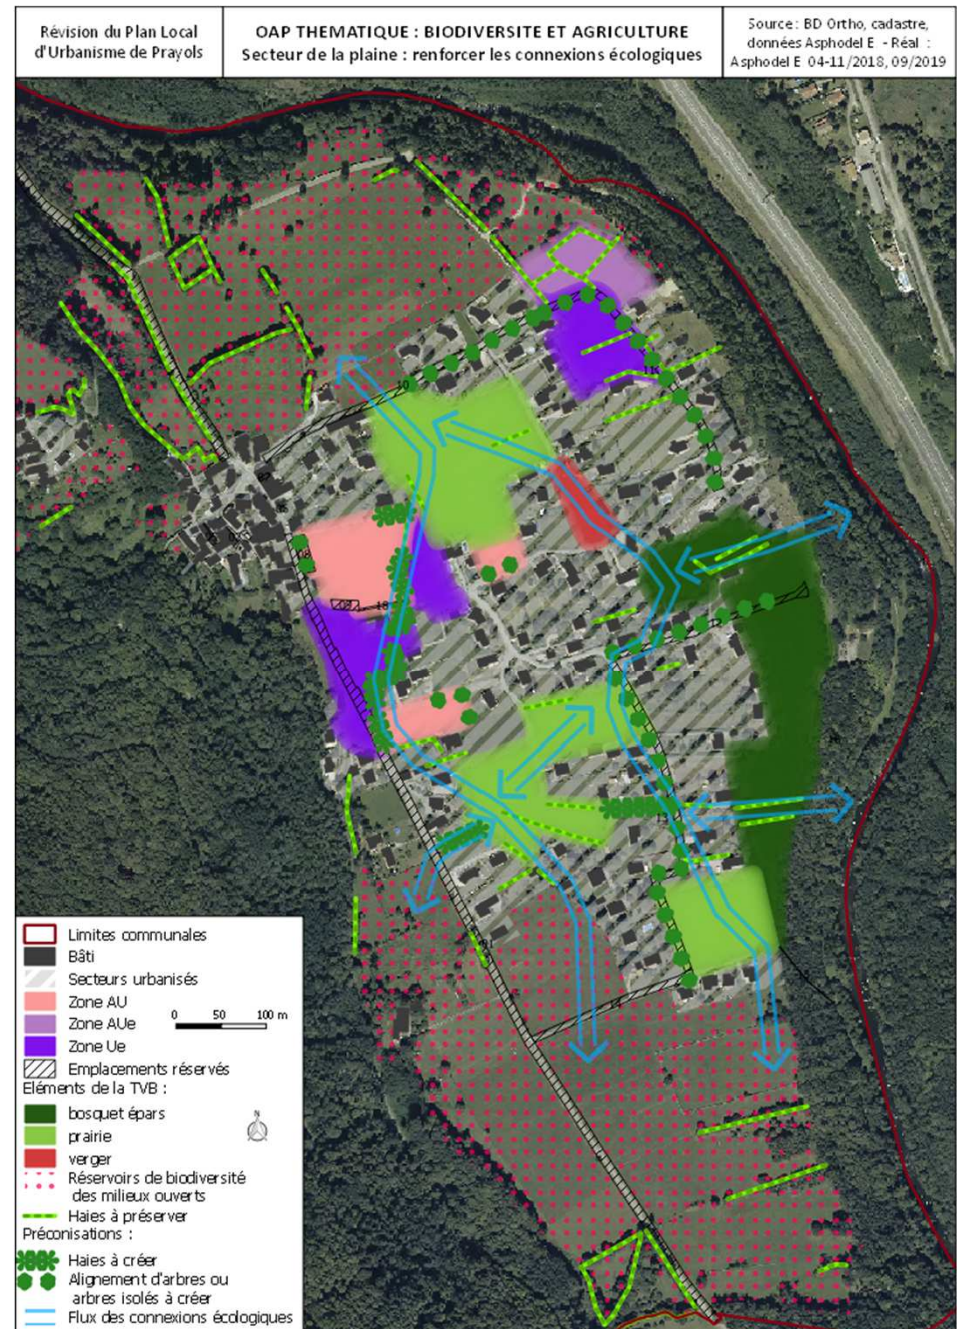 Révision du Plan Local
d'Urbanisme de Prayols
OAP THEMATIQUE : BIODIVERSITE ET AGRICULTURE
Secteur de la plaine : renforcer les connexions écologiques
Source : BD Ortho, cadastre,
données Asphodel E. - Réal. :
Asphodel E. 04-11/2018, 09/2019
10
11
08
18
Limites communales
Bâti
Secteurs urbanisés
Zone AU
Zone AUe
Zone Ue
0 50 100 m
Emplacements réservés
Eléments de la TVB :
bosquet épars
prairie
verger
N
Réservoirs de biodiversité
des milieux ouverts
Haies à préserver
Préconisations :
Haies à créer
Alignement d'arbres ou
arbres isolés à créer
Flux des connexions écologiques